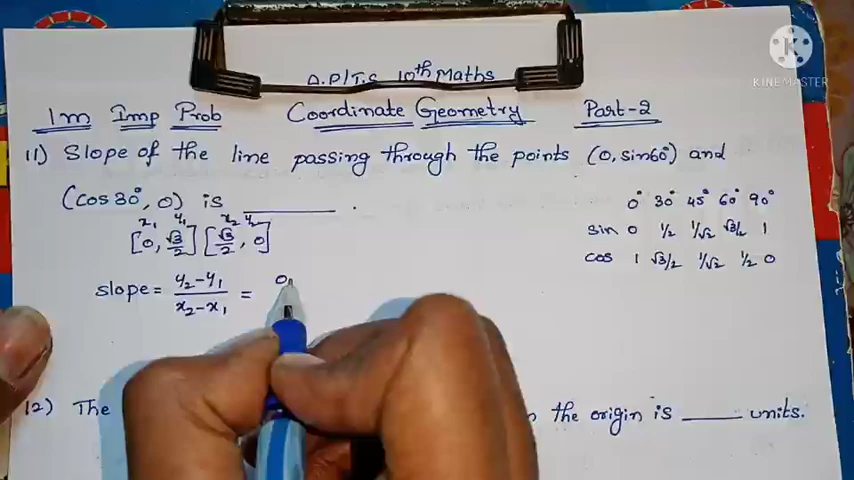 KINEMASTER
A.P/T.S 10th Maths
1m Imp Prob Coordinate Geometry Part-2
11) Slope of the line passing through the points (0, sin60°) and
(cos30°, 0) is ________.
0° 30° 45° 60° 90°
x₁ y₁ x₂ y₂
[0, √3/2] [√3/2, 0]
sin 0 1/2 1/√2 √3/2 1
cos 1 √3/2 1/√2 1/2 0
slope = y₂-y₁/x₂-x₁ = 0
12) The the origin is ______ units.